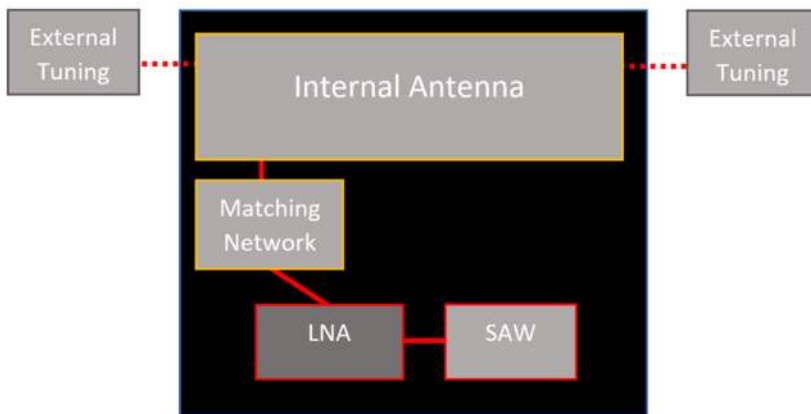 External
Tuning
Internal Antenna
External
Tuning
Matching
Network
LNA
SAW